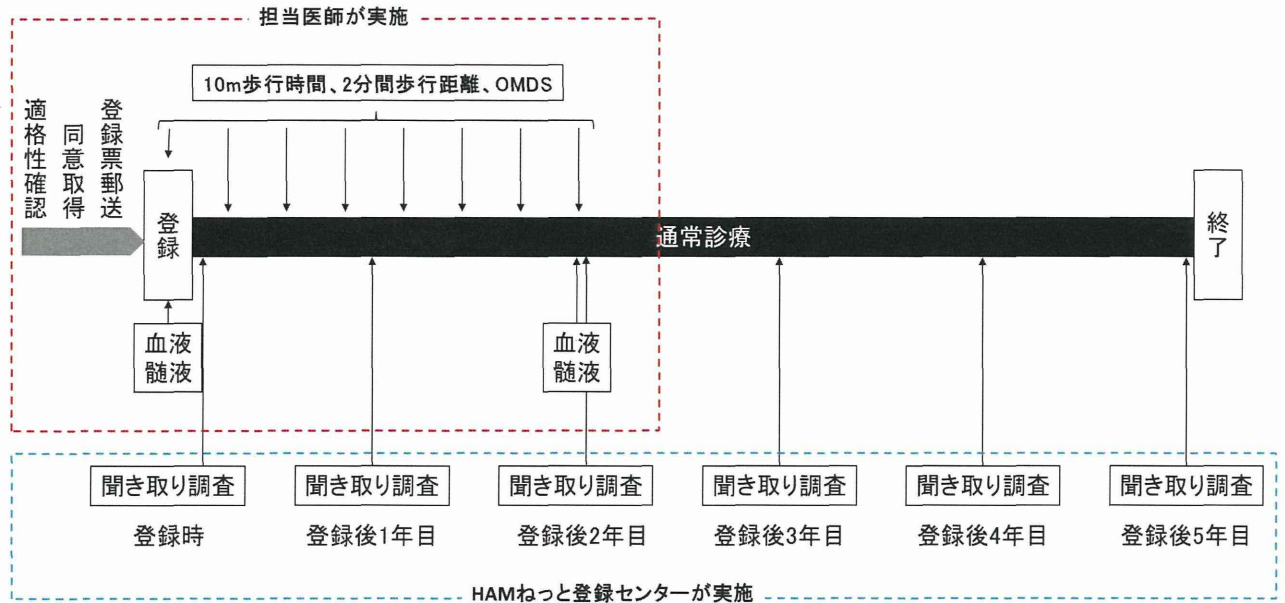 担当医師が実施
10m歩行時間、2分間歩行距離、OMDS
適格性確認
同意取得
登録票郵送
登録
通常診療
終了
血液
髄液
血液
髄液
聞き取り調査
聞き取り調査
聞き取り調査
聞き取り調査
聞き取り調査
聞き取り調査
登録時
登録後1年目
登録後2年目
登録後3年目
登録後4年目
登録後5年目
HAMねっと登録センターが実施